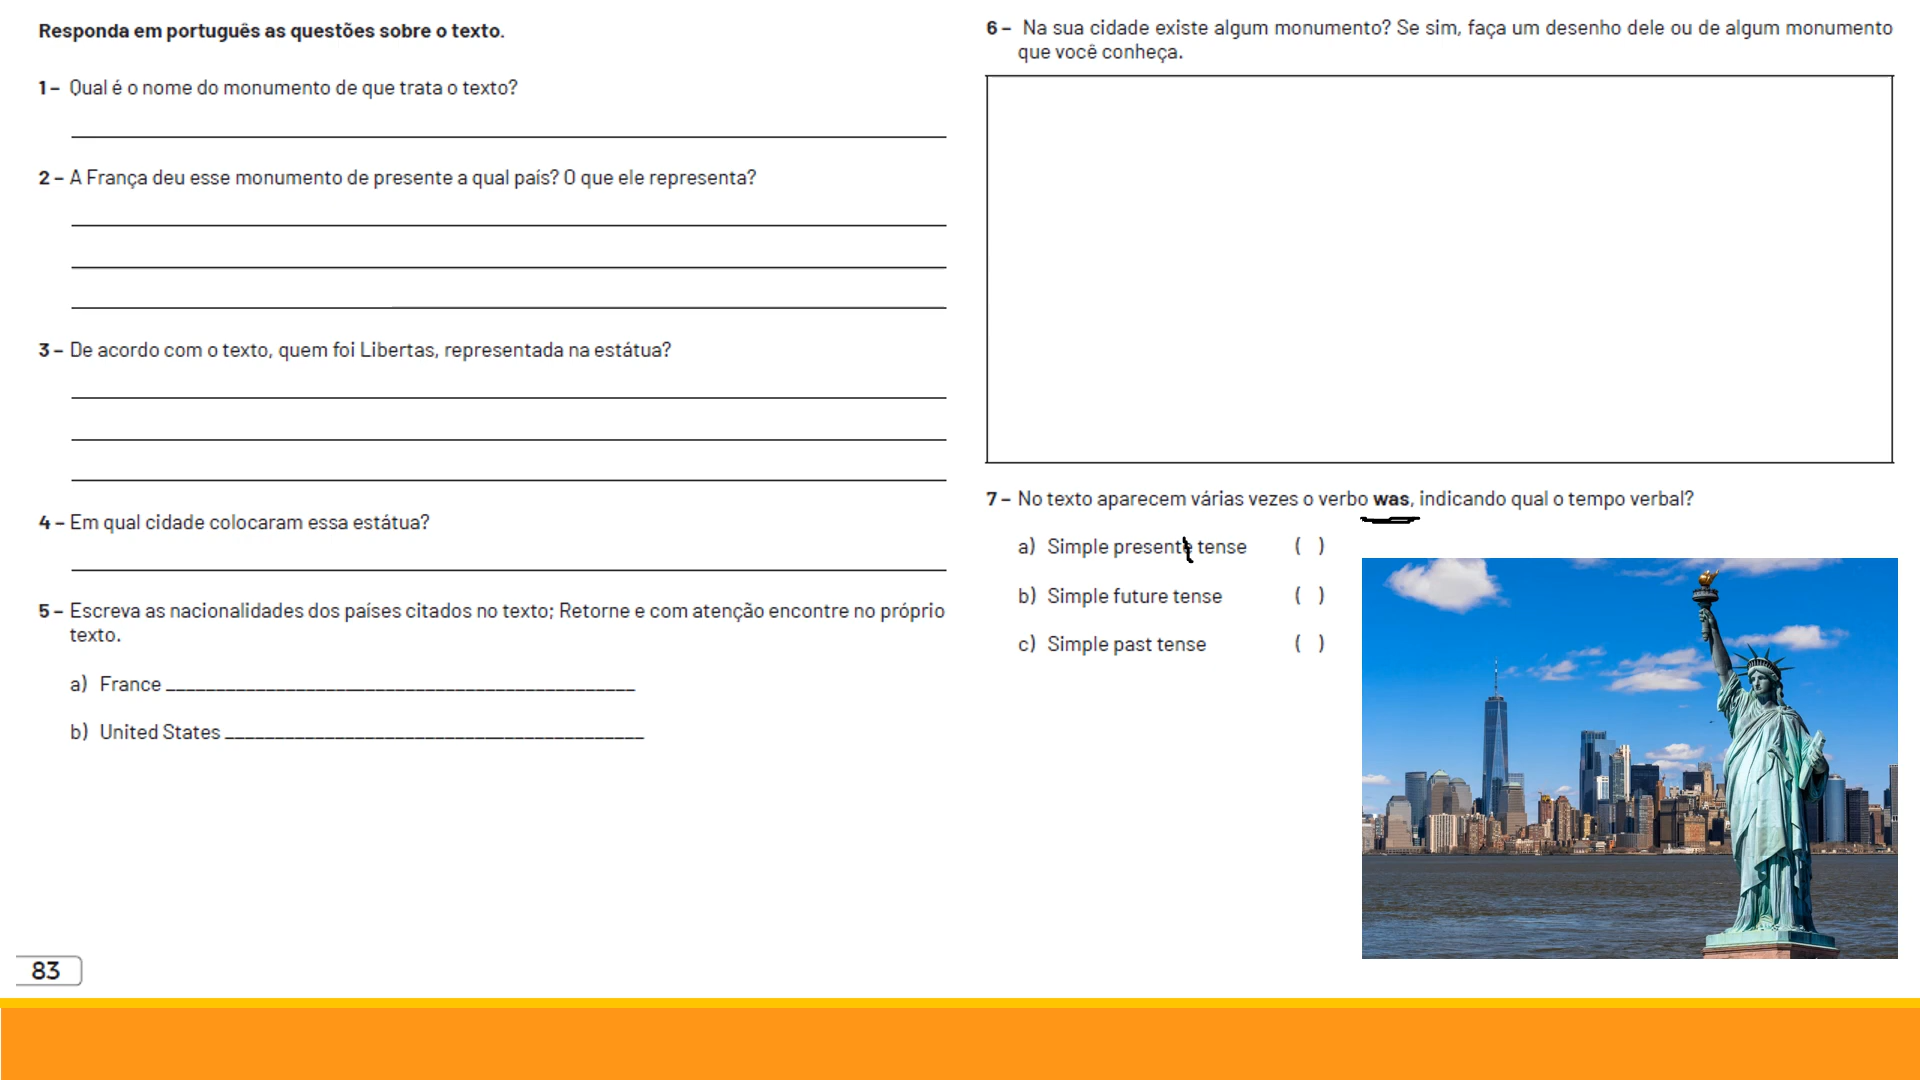 Responda em português as questões sobre o texto.
1 – Qual é o nome do monumento de que trata o texto?
2 – A França deu esse monumento de presente a qual país? O que ele representa?
3 – De acordo com o texto, quem foi Libertas, representada na estátua?
4 – Em qual cidade colocaram essa estátua?
5 – Escreva as nacionalidades dos países citados no texto; Retorne e com atenção encontre no próprio
texto.
a) France
b) United States
83
6 – Na sua cidade existe algum monumento? Se sim, faça um desenho dele ou de algum monumento
que você conheça.
7 – No texto aparecem várias vezes o verbo was, indicando qual o tempo verbal?
a) Simple presente tense ( )
b) Simple future tense ( )
c) Simple past tense ( )